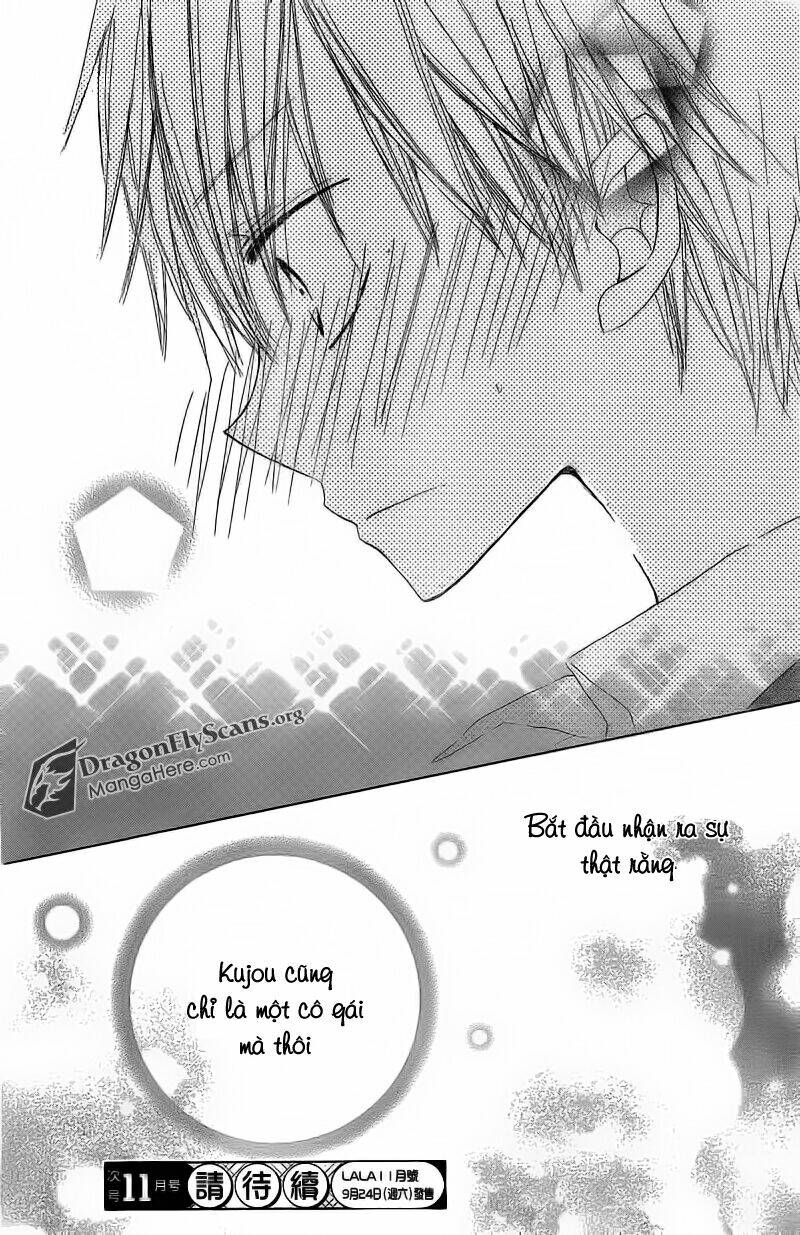 DragonFlyScans.org
MangaHere.com
Bắt đầu nhận ra sự
thật rằng
Kujou cũng
chỉ là một cô gái
mà thôi
次号 11月号 請待續 LALA11月號
9月24日(週六)發售